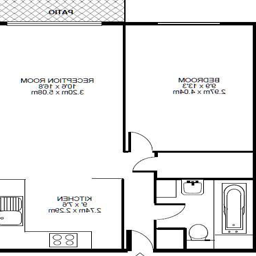 PATIO
RECEPTION ROOM
10'6 x 16'8
3.20m x 5.08m
BEDROOM
9'9 x 13'3
2.97m x 4.04m
KITCHEN
9' x 7'6
2.74m x 2.29m